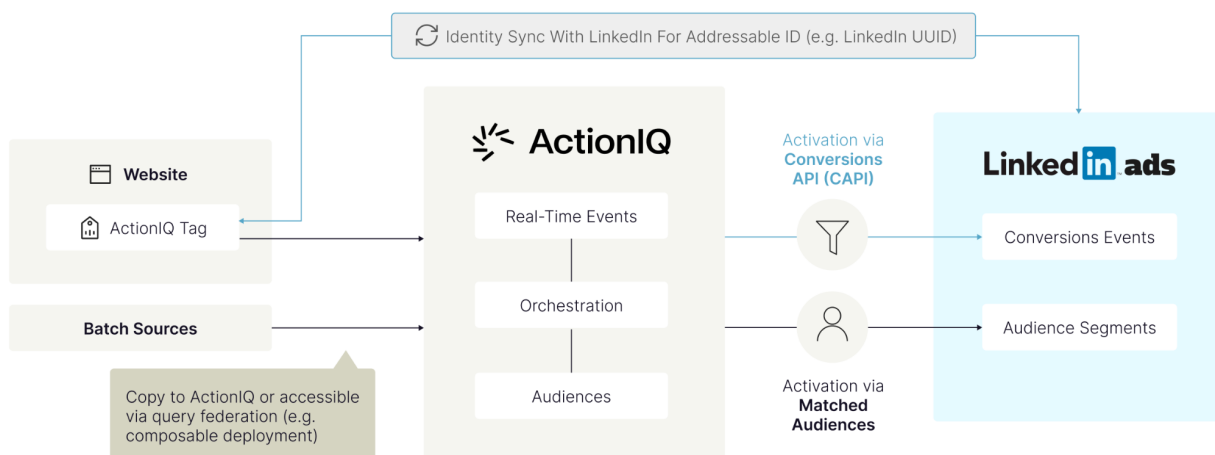 Identity Sync With LinkedIn For Addressable ID (e.g. LinkedIn UUID)
Website
ActionIQ Tag
Batch Sources
Copy to ActionIQ or accessible
via query federation (e.g.
composable deployment)
ActionIQ
Real-Time Events
Orchestration
Audiences
Activation via
Conversions
API (CAPI)
Activation via
Matched
Audiences
Linked in ads
Conversions Events
Audience Segments